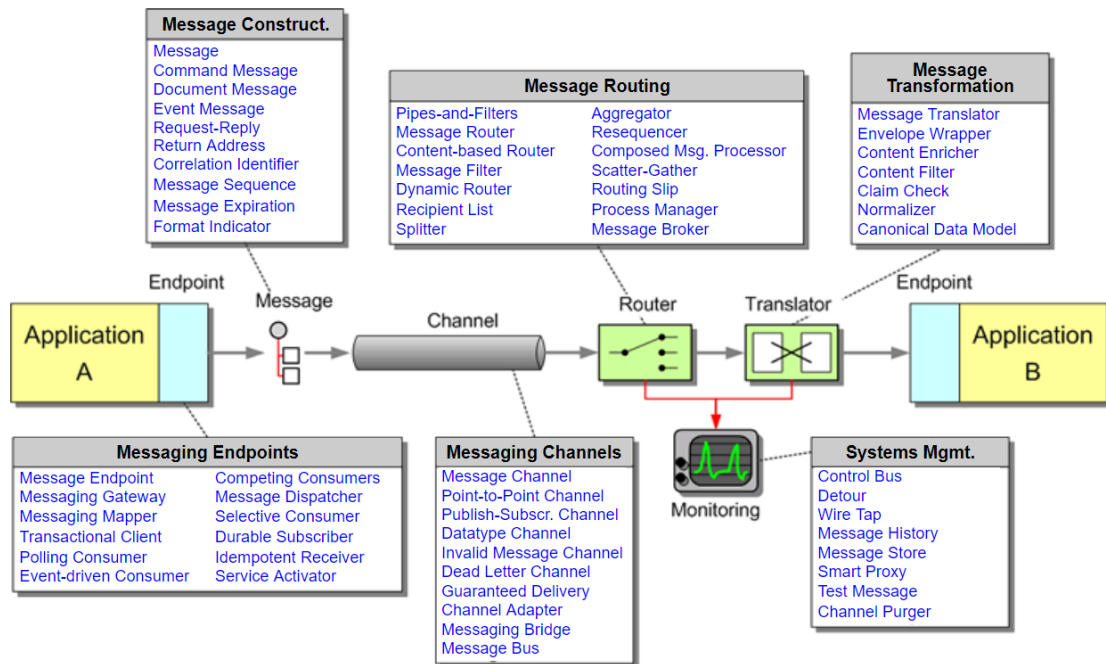 Message Construct.
Message
Command Message
Document Message
Event Message
Request-Reply
Return Address
Correlation Identifier
Message Sequence
Message Expiration
Format Indicator
Message Routing
Pipes-and-Filters
Message Router
Content-based Router
Message Filter
Dynamic Router
Recipient List
Splitter
Aggregator
Resequencer
Composed Msg. Processor
Scatter-Gather
Routing Slip
Process Manager
Message Broker
Message
Transformation
Message Translator
Envelope Wrapper
Content Enricher
Content Filter
Claim Check
Normalizer
Canonical Data Model
Endpoint
Application
A
Message
Channel
Router
Translator
Endpoint
Application
B
Messaging Endpoints
Message Endpoint
Messaging Gateway
Messaging Mapper
Transactional Client
Polling Consumer
Event-driven Consumer
Competing Consumers
Message Dispatcher
Selective Consumer
Durable Subscriber
Idempotent Receiver
Service Activator
Messaging Channels
Message Channel
Point-to-Point Channel
Publish-Subscr. Channel
Datatype Channel
Invalid Message Channel
Dead Letter Channel
Guaranteed Delivery
Channel Adapter
Messaging Bridge
Message Bus
Monitoring
Systems Mgmt.
Control Bus
Detour
Wire Tap
Message History
Message Store
Smart Proxy
Test Message
Channel Purger